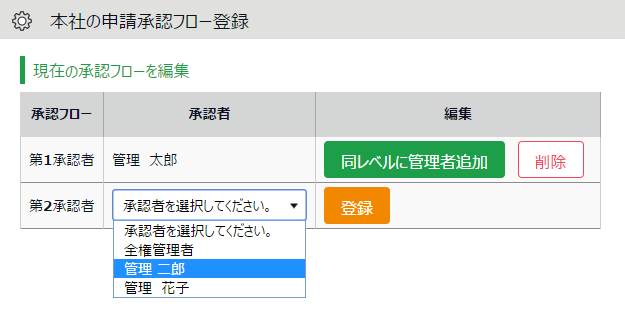 本社の申請承認フロー登録
現在の承認フローを編集
承認フロー 承認者 編集
第1承認者 管理 太郎 同レベルに管理者追加 削除
第2承認者 承認者を選択してください。 登録
承認者を選択してください。
全権管理者
管理 二郎
管理 花子